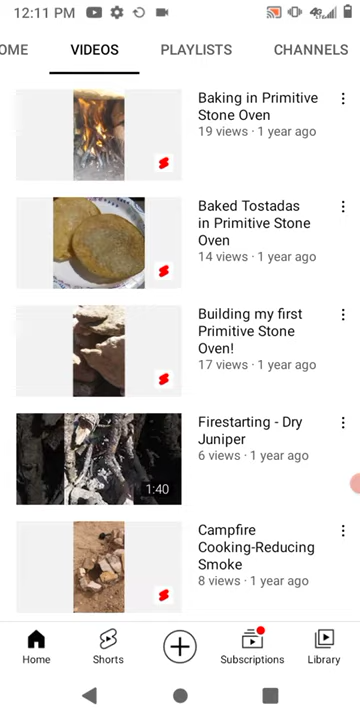 12:11 PM
4G
OME VIDEOS PLAYLISTS CHANNELS
Baking in Primitive
Stone Oven
19 views · 1 year ago
Baked Tostadas
in Primitive Stone
Oven
14 views · 1 year ago
Building my first
Primitive Stone
Oven!
17 views · 1 year ago
Firestarting - Dry
Juniper
6 views · 1 year ago
1:40
Campfire
Cooking-Reducing
Smoke
8 views · 1 year ago
Home Shorts Subscriptions Library